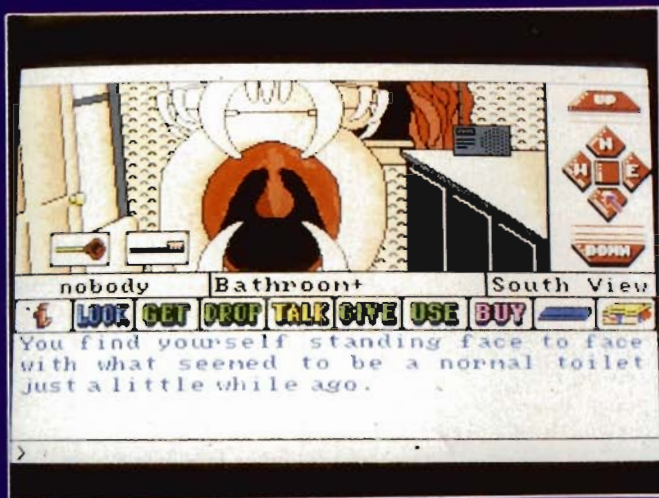 UP
N
W E
DOWN
nobody Bathroom+ South View
i LOOK GET DROP TALK GIVE USE BUY
You find yourself standing face to face
with what seemed to be a normal toilet
just a little while ago.
>